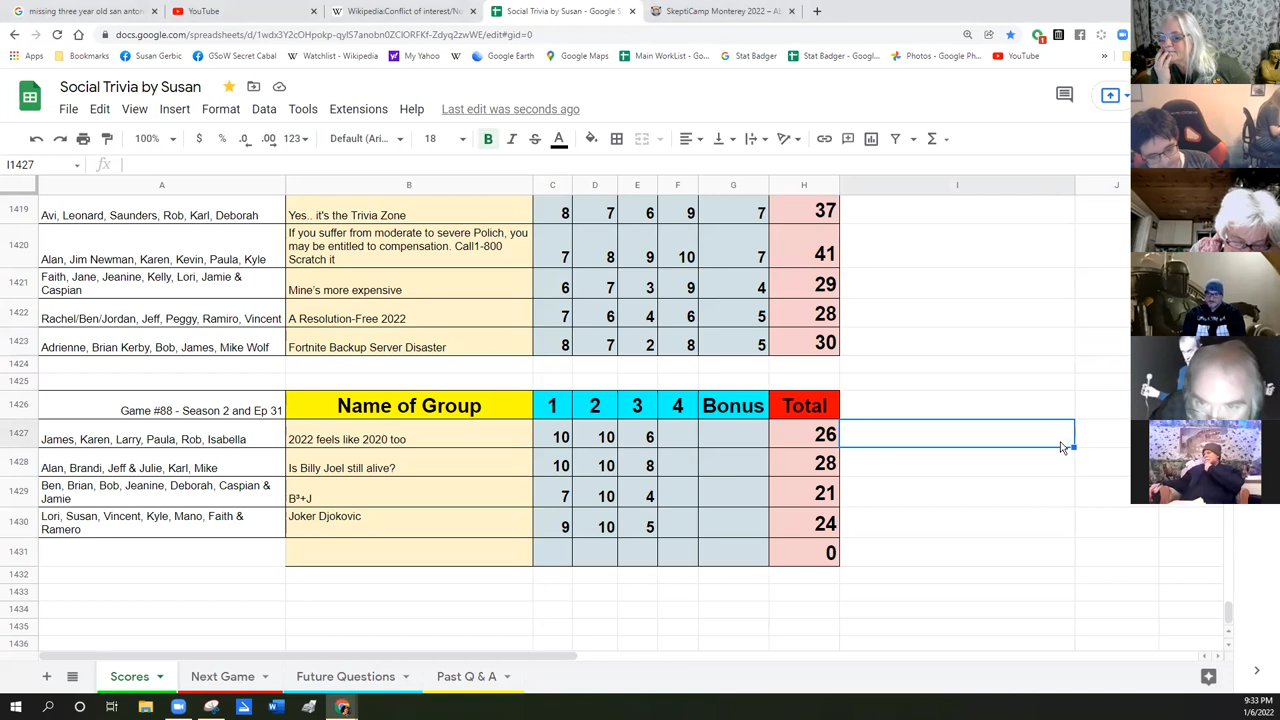 missing three year old san anton
YouTube
Wikipedia:Conflict of interest/No
Social Trivia by Susan - Google S
SkeptiCamp Monterey 2022 –
docs.google.com/spreadsheets/d/1wdx3Y2cOHpokp-qyIS7anobn0ZClORFKf-Zdyq2zwWE/edit#gid=0
Apps Bookmarks Susan Gerbic GSoW Secret Cabal Watchlist - Wikipedia My Yahoo Google Earth Google Maps Main WorkList - Go... Stat Badger Stat Badger - Googl... Photos - Google Ph... YouTube
Social Trivia by Susan
File Edit View Insert Format Data Tools Extensions Help Last edit was seconds ago
100% $ % .0 .00 123 Default (Ari... 18 B I S A
I1427 fx
A B C D E F G H I J
1419 Avi, Leonard, Saunders, Rob, Karl, Deborah Yes.. it's the Trivia Zone 8 7 6 9 7 37
If you suffer from moderate to severe Polich, you
1420 may be entitled to compensation. Call1-800
Alan, Jim Newman, Karen, Kevin, Paula, Kyle Scratch it 7 8 9 10 7 41
Faith, Jane, Jeanine, Kelly, Lori, Jamie &
1421 Caspian Mine's more expensive 6 7 3 9 4 29
1422 Rachel/Ben/Jordan, Jeff, Peggy, Ramiro, Vincent A Resolution-Free 2022 7 6 4 6 5 28
1423 Adrienne, Brian Kerby, Bob, James, Mike Wolf Fortnite Backup Server Disaster 8 7 2 8 5 30
1424
1425
1426 Game #88 - Season 2 and Ep 31 Name of Group 1 2 3 4 Bonus Total
1427 James, Karen, Larry, Paula, Rob, Isabella 2022 feels like 2020 too 10 10 6 26
1428 Alan, Brandi, Jeff & Julie, Karl, Mike Is Billy Joel still alive? 10 10 8 28
Ben, Brian, Bob, Jeanine, Deborah, Caspian &
1429 Jamie B³+J 7 10 4 21
Lori, Susan, Vincent, Kyle, Mano, Faith & Joker Djokovic
1430 Ramero 9 10 5 24
1431 0
1432
1433
1434
1435
1436
Scores Next Game Future Questions Past Q & A
9:33 PM
1/6/2022